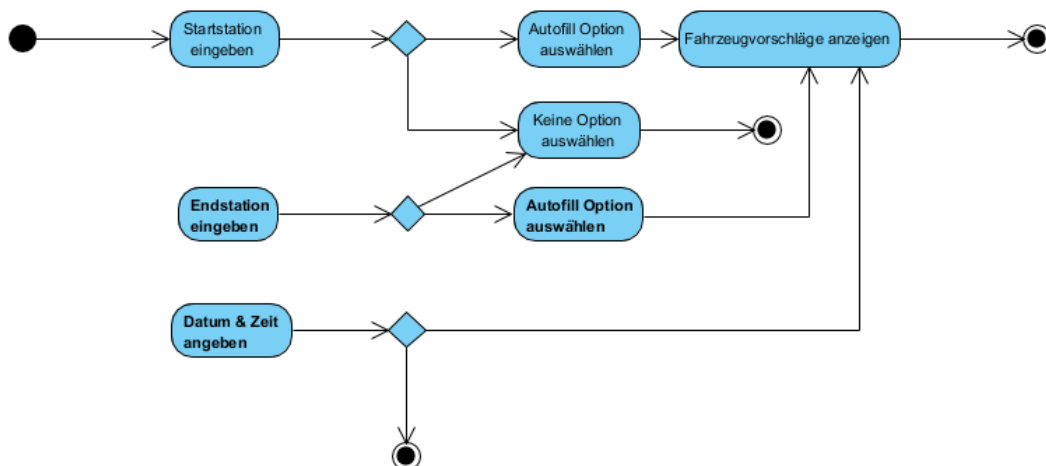 Startstation
eingeben
Autofill Option
auswählen
Fahrzeugvorschläge anzeigen
Keine Option
auswählen
Endstation
eingeben
Autofill Option
auswählen
Datum & Zeit
angeben